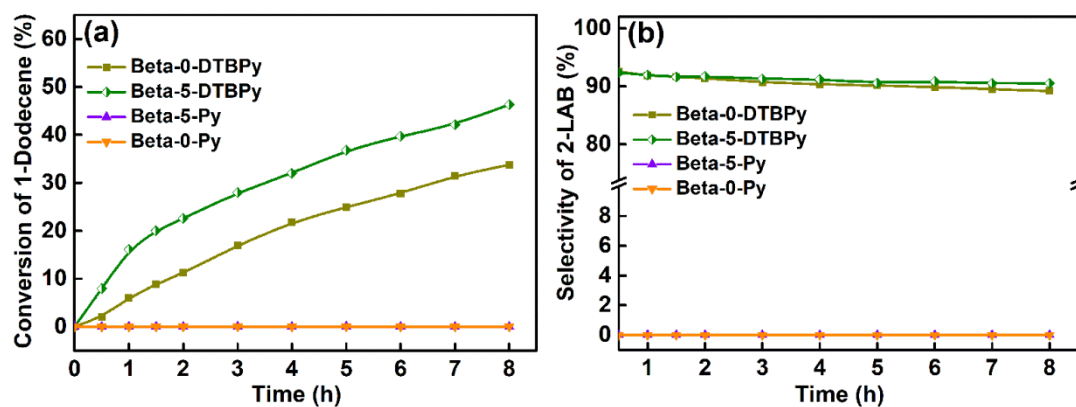 (a)
Conversion of 1-Dodecene (%)
60
50
40
30
20
10
0
Beta-0-DTBPy
Beta-5-DTBPy
Beta-5-Py
Beta-0-Py
0 1 2 3 4 5 6 7 8
Time (h)
(b)
Selectivity of 2-LAB (%)
100
90
80
8
6
4
2
0
Beta-0-DTBPy
Beta-5-DTBPy
Beta-5-Py
Beta-0-Py
1 2 3 4 5 6 7 8
Time (h)